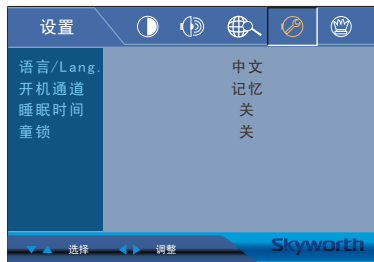 设置
语言/Lang. 中文
开机通道 记忆
睡眠时间 关
童锁 关
▼▲ 选择 ◀▶ 调整 Skyworth